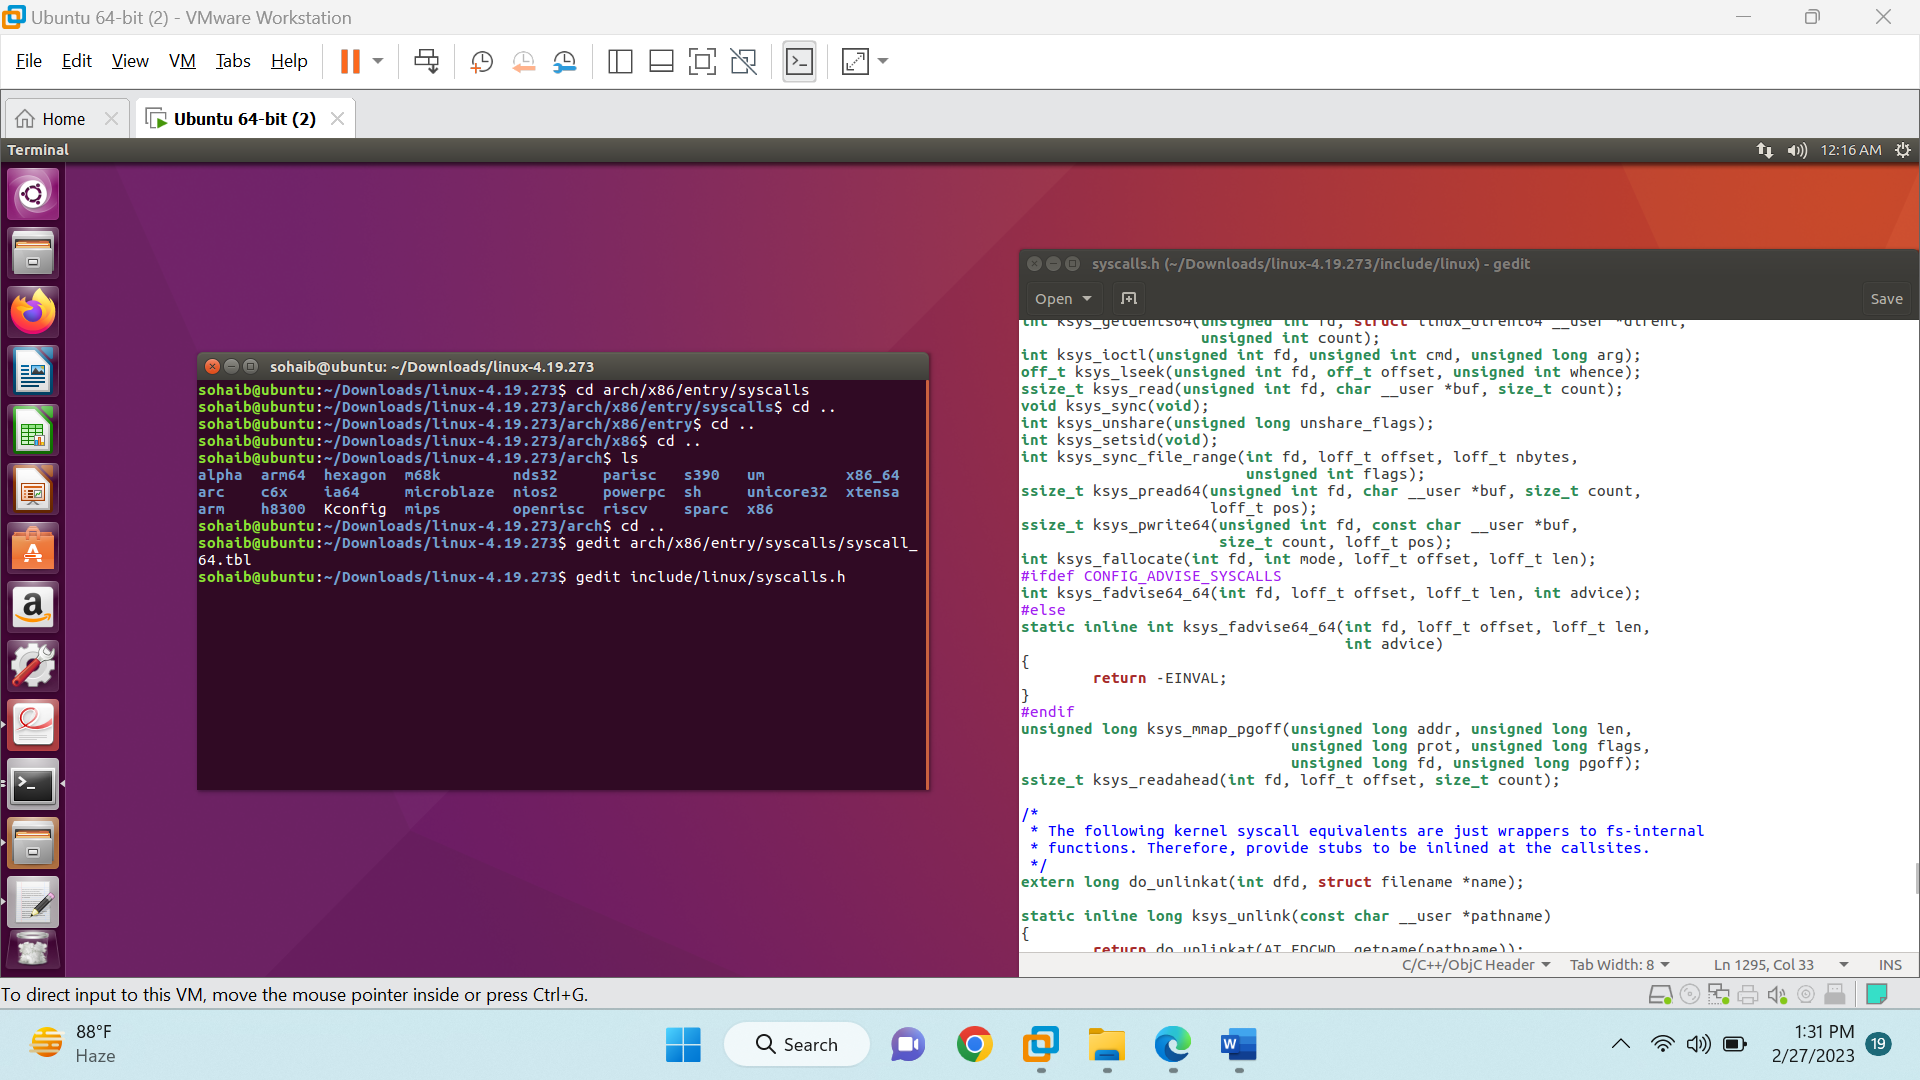 Ubuntu 64-bit (2) - VMware Workstation
File Edit View VM Tabs Help
Home
Ubuntu 64-bit (2)
Terminal
12:16 AM
sohaib@ubuntu: ~/Downloads/linux-4.19.273
sohaib@ubuntu:~/Downloads/linux-4.19.273$ cd arch/x86/entry/syscalls
sohaib@ubuntu:~/Downloads/linux-4.19.273/arch/x86/entry/syscalls$ cd ..
sohaib@ubuntu:~/Downloads/linux-4.19.273/arch/x86/entry$ cd ..
sohaib@ubuntu:~/Downloads/linux-4.19.273/arch/x86$ cd ..
sohaib@ubuntu:~/Downloads/linux-4.19.273/arch$ ls
alpha arm64 hexagon m68k nds32 parisc s390 um x86_64
arc c6x ia64 microblaze nios2 powerpc sh unicore32 xtensa
arm h8300 Kconfig mips openrisc riscv sparc x86
sohaib@ubuntu:~/Downloads/linux-4.19.273/arch$ cd ..
sohaib@ubuntu:~/Downloads/linux-4.19.273$ gedit arch/x86/entry/syscalls/syscall_
64.tbl
sohaib@ubuntu:~/Downloads/linux-4.19.273$ gedit include/linux/syscalls.h
syscalls.h (~/Downloads/linux-4.19.273/include/linux) - gedit
Open Save
int ksys_getdents64(unsigned int fd, struct linux_dirent64 __user *dirent,
unsigned int count);
int ksys_ioctl(unsigned int fd, unsigned int cmd, unsigned long arg);
off_t ksys_lseek(unsigned int fd, off_t offset, unsigned int whence);
ssize_t ksys_read(unsigned int fd, char __user *buf, size_t count);
void ksys_sync(void);
int ksys_unshare(unsigned long unshare_flags);
int ksys_setsid(void);
int ksys_sync_file_range(int fd, loff_t offset, loff_t nbytes,
unsigned int flags);
ssize_t ksys_pread64(unsigned int fd, char __user *buf, size_t count,
loff_t pos);
ssize_t ksys_pwrite64(unsigned int fd, const char __user *buf,
size_t count, loff_t pos);
int ksys_fallocate(int fd, int mode, loff_t offset, loff_t len);
#ifdef CONFIG_ADVISE_SYSCALLS
int ksys_fadvise64_64(int fd, loff_t offset, loff_t len, int advice);
#else
static inline int ksys_fadvise64_64(int fd, loff_t offset, loff_t len,
int advice)
{
return -EINVAL;
}
#endif
unsigned long ksys_mmap_pgoff(unsigned long addr, unsigned long len,
unsigned long prot, unsigned long flags,
unsigned long fd, unsigned long pgoff);
ssize_t ksys_readahead(int fd, loff_t offset, size_t count);
/*
* The following kernel syscall equivalents are just wrappers to fs-internal
* functions. Therefore, provide stubs to be inlined at the callsites.
*/
extern long do_unlinkat(int dfd, struct filename *name);
static inline long ksys_unlink(const char __user *pathname)
{
return do_unlinkat(AT_FDCWD, getname(pathname));
C/C++/ObjC Header Tab Width: 8 Ln 1295, Col 33 INS
To direct input to this VM, move the mouse pointer inside or press Ctrl+G.
88°F
Haze
Search
1:31 PM
2/27/2023
19